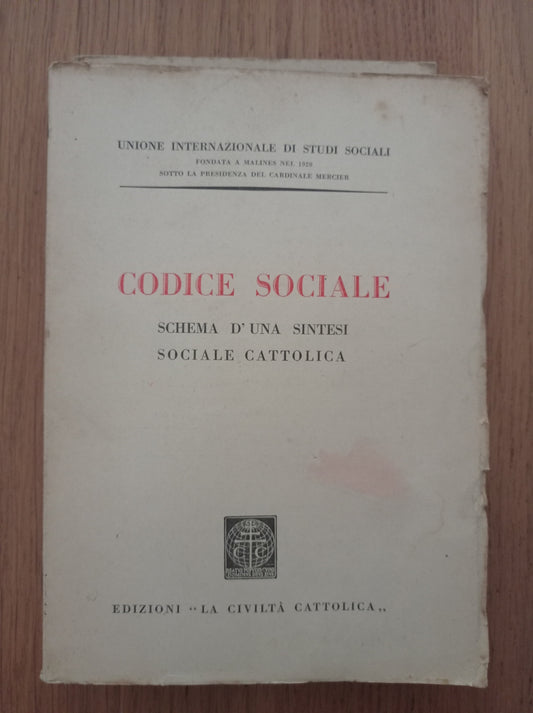 UNIONE INTERNAZIONALE DI STUDI SOCIALI
FONDATA A MALINES NEL 1920
SOTTO LA PRESIDENZA DEL CARDINALE MERCIER
CODICE SOCIALE
SCHEMA D'UNA SINTESI
SOCIALE CATTOLICA
EDIZIONI “LA CIVILTÀ CATTOLICA„